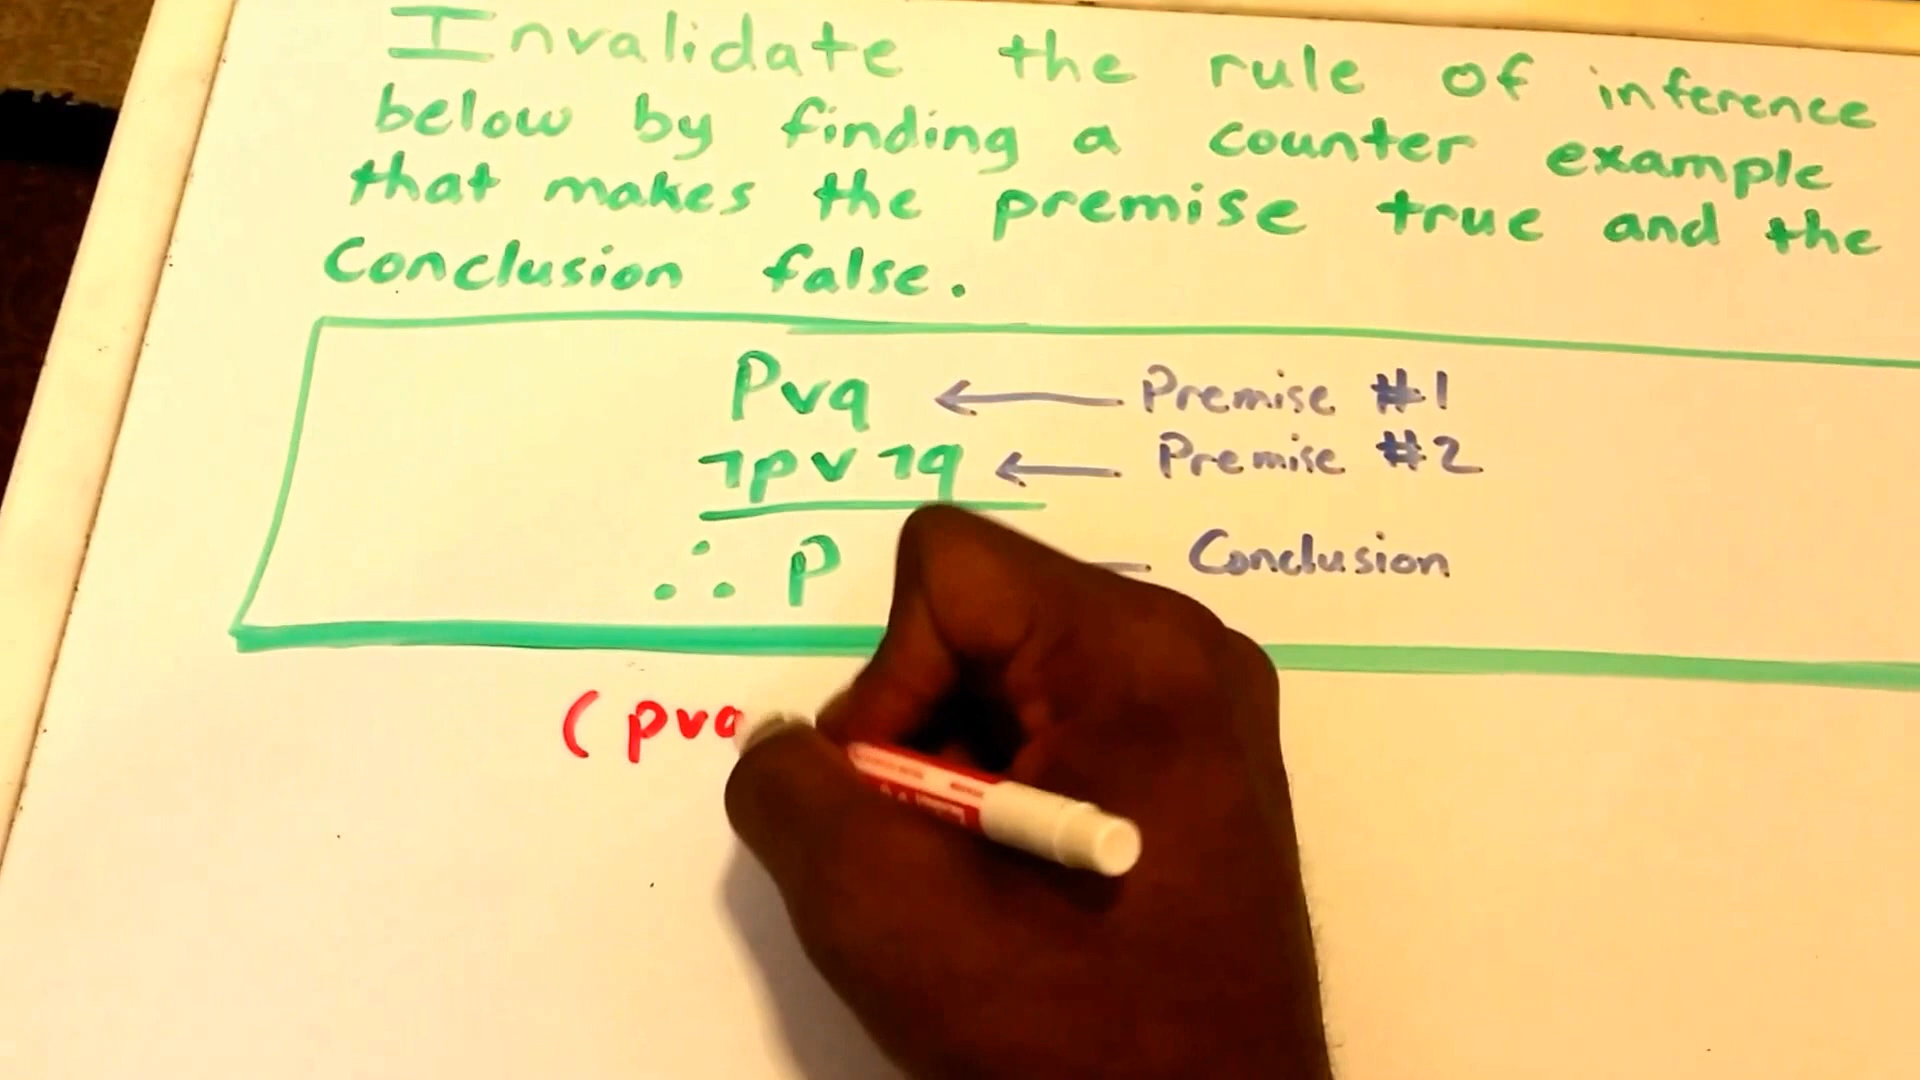 Invalidate the rule of inference
below by finding a counter example
that makes the premise true and the
Conclusion false.
Pvq ← Premise #1
¬pv¬q ← Premise #2
∴ P Conclusion
(pvq